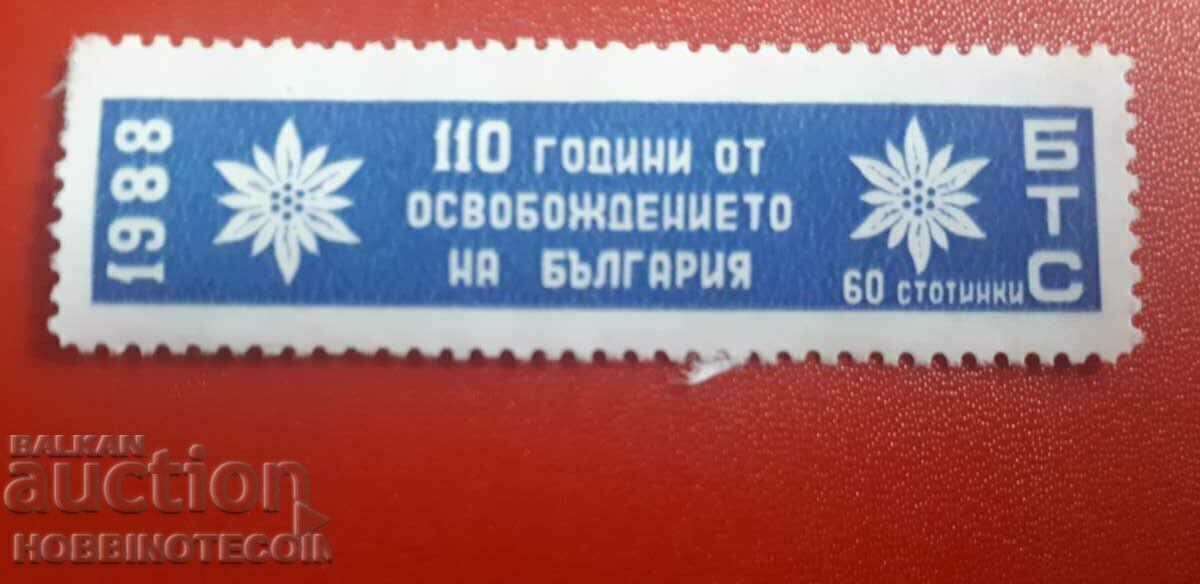 1988
110 ГОДИНИ ОТ
ОСВОБОЖДЕНИЕТО
НА БЪЛГАРИЯ
60 СТОТИНКИ
БТС
BALKAN
auction
HOBBINOTECOIN